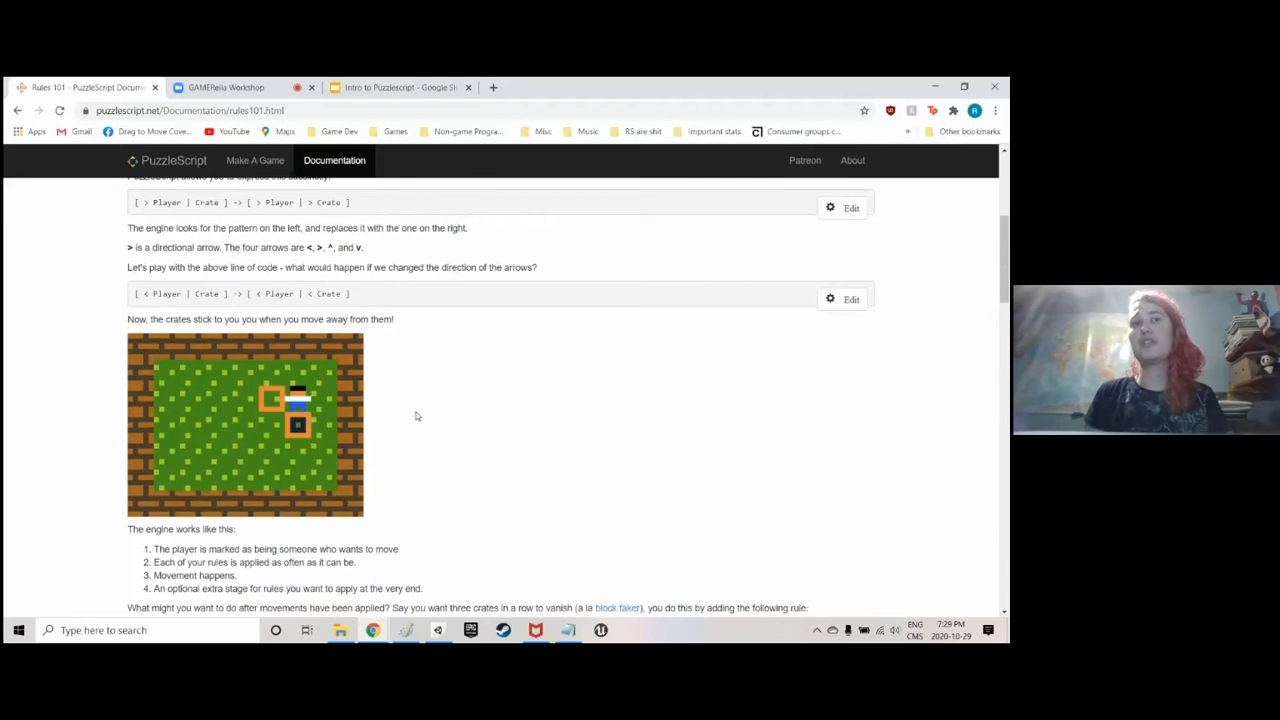 Rules 101 - PuzzleScript Docume
GAMERella Workshop
Intro to Puzzlescript - Google Sli
puzzlescript.net/Documentation/rules101.html
Apps
Gmail
Drag to Move Cove...
YouTube
Maps
Game Dev
Games
Non-game Progra...
Misc
Music
RS are shit
Important stats
Consumer groups c...
»
Other bookmarks
PuzzleScript
Make A Game
Documentation
Patreon
About
PuzzleScript allows you to express this succinctly:
[ > Player | Crate ] -> [ > Player | > Crate ]
Edit
The engine looks for the pattern on the left, and replaces it with the one on the right.
> is a directional arrow. The four arrows are <, >, ^, and v.
Let's play with the above line of code - what would happen if we changed the direction of the arrows?
[ < Player | Crate ] -> [ < Player | < Crate ]
Edit
Now, the crates stick to you you when you move away from them!
The engine works like this:
1. The player is marked as being someone who wants to move
2. Each of your rules is applied as often as it can be.
3. Movement happens.
4. An optional extra stage for rules you want to apply at the very end.
What might you want to do after movements have been applied? Say you want three crates in a row to vanish (a la block faker), you do this by adding the following rule:
Type here to search
ENG
CMS
7:29 PM
2020-10-29